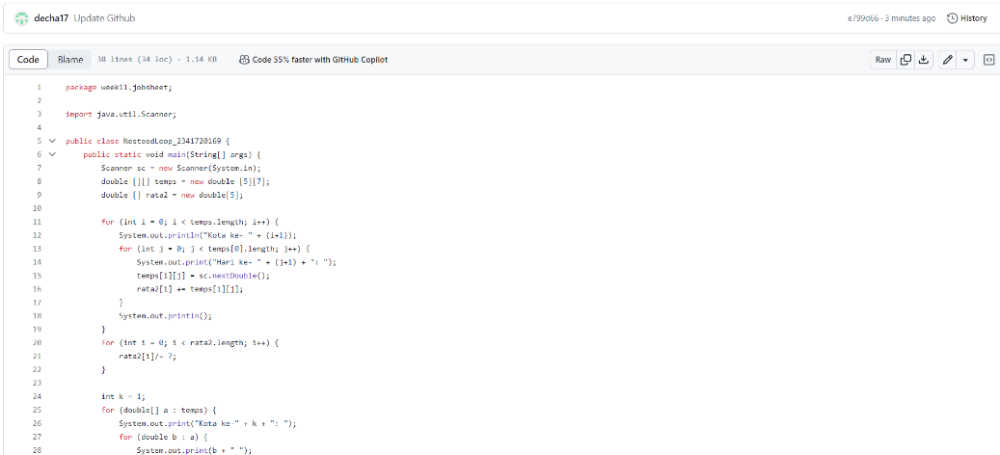 decha17 Update Github e799d66 · 3 minutes ago History
Code Blame 38 lines (34 loc) · 1.14 KB Code 55% faster with GitHub Copilot Raw
1 package week11.jobsheet;
2
3 import java.util.Scanner;
4
5 public class NesteedLoop_2341720169 {
6 public static void main(String[] args) {
7 Scanner sc = new Scanner(System.in);
8 double [][] temps = new double [5][7];
9 double [] rata2 = new double[5];
10
11 for (int i = 0; i < temps.length; i++) {
12 System.out.println("Kota ke- " + (i+1));
13 for (int j = 0; j < temps[0].length; j++) {
14 System.out.print("Hari ke- " + (j+1) + ": ");
15 temps[i][j] = sc.nextDouble();
16 rata2[i] += temps[i][j];
17 }
18 System.out.println();
19 }
20 for (int i = 0; i < rata2.length; i++) {
21 rata2[i]/= 7;
22 }
23
24 int k = 1;
25 for (double[] a : temps) {
26 System.out.print("Kota ke-" + k + ": ");
27 for (double b : a) {
28 System.out.print(b + " ");